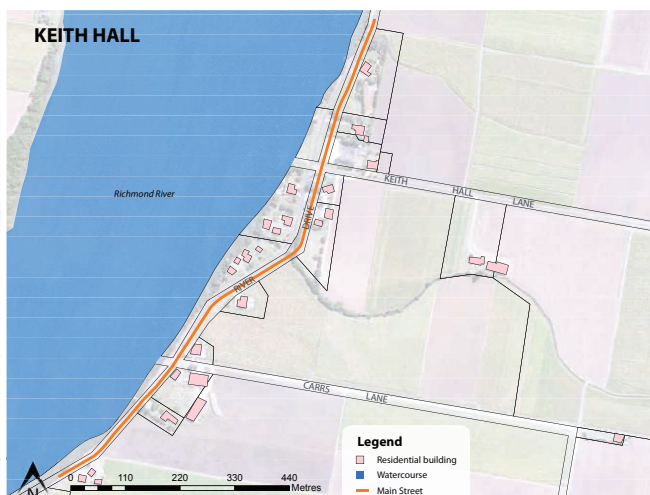 KEITH HALL
Richmond River
KEITH HALL LANE
DRIVE
RIVER
CARRS LANE
Legend
Residential building
Watercourse
Main Street
N
0 110 220 330 440
Metres